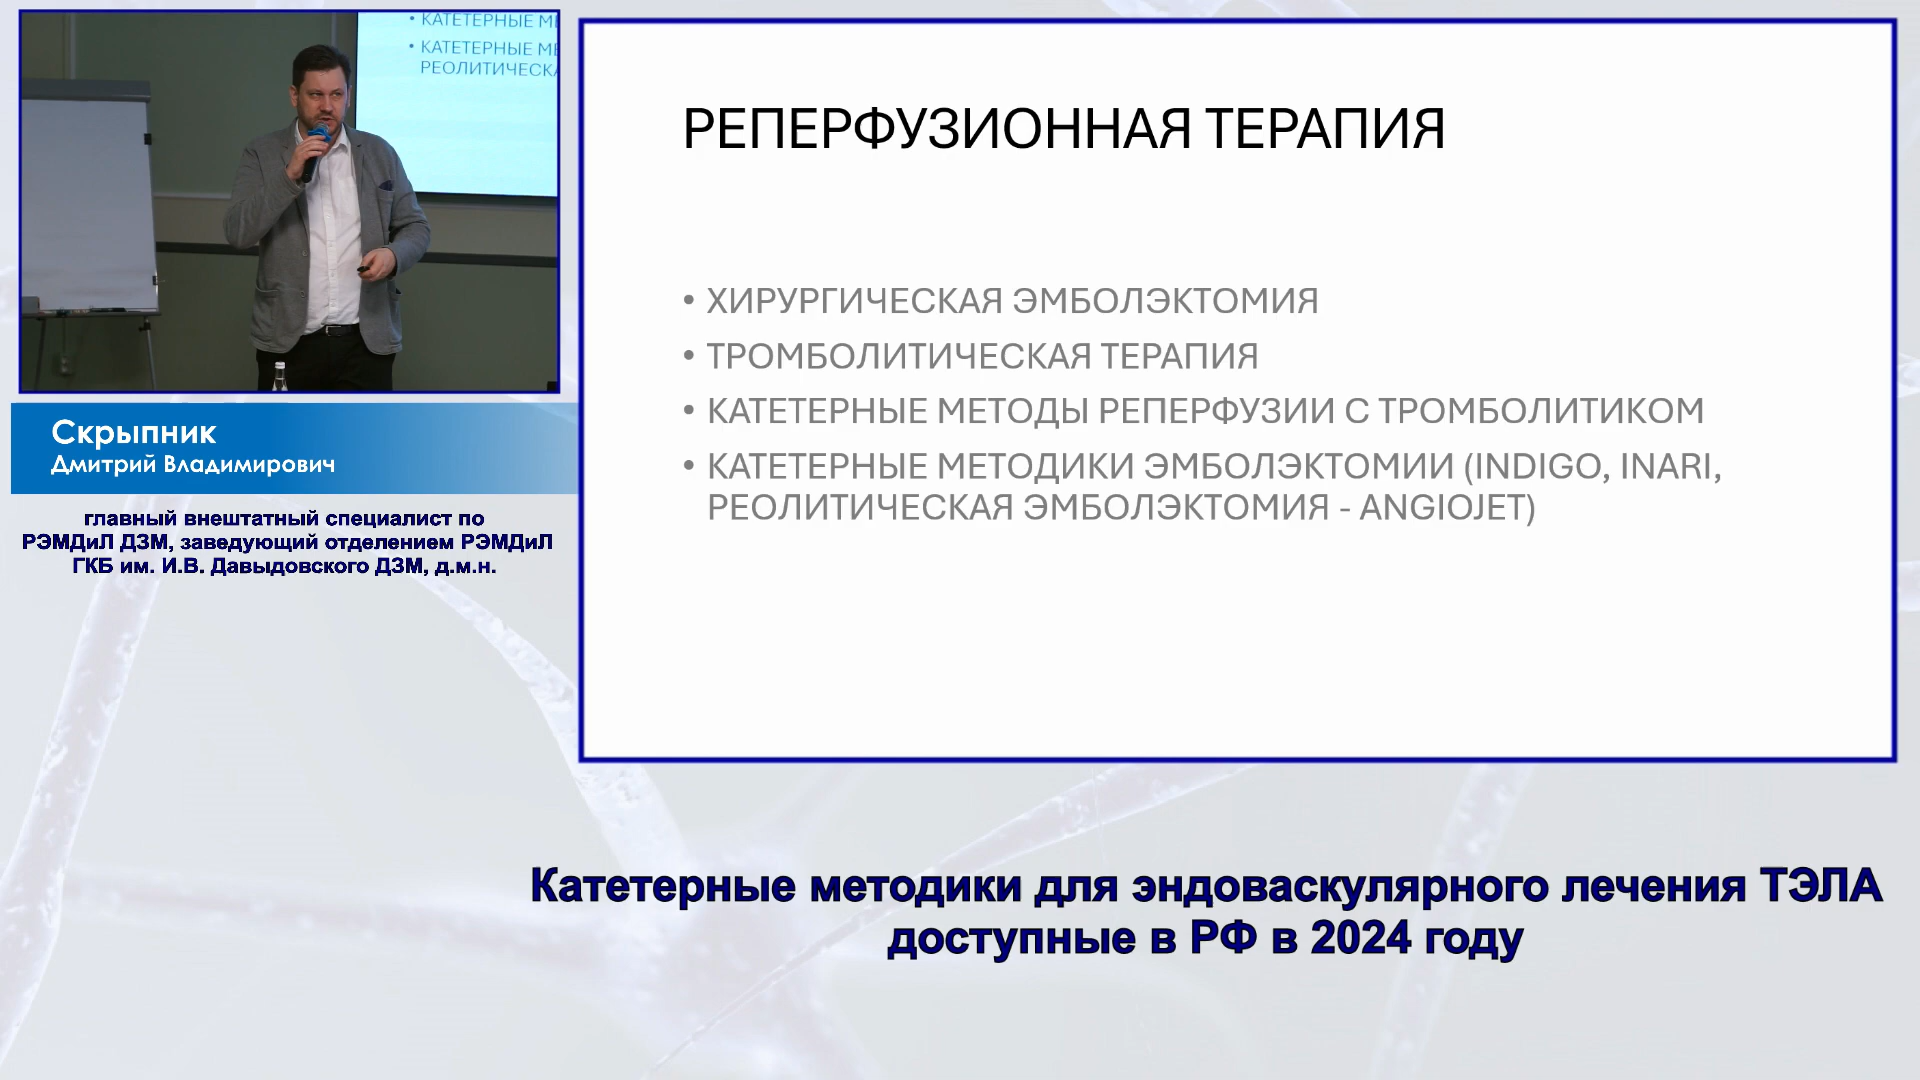 КАТЕТЕРНЫЕ
КАТЕТЕРНЫЕ
Скрыпник
Дмитрий Владимирович
главный внештатный специалист по
РЭМДиЛ ДЗМ, заведующий отделением РЭМДиЛ
ГКБ им. И.В. Давыдовского ДЗМ, д.м.н.
РЕПЕРФУЗИОННАЯ ТЕРАПИЯ
• ХИРУРГИЧЕСКАЯ ЭМБОЛЭКТОМИЯ
• ТРОМБОЛИТИЧЕСКАЯ ТЕРАПИЯ
• КАТЕТЕРНЫЕ МЕТОДЫ РЕПЕРФУЗИИ С ТРОМБОЛИТИКОМ
• КАТЕТЕРНЫЕ МЕТОДИКИ ЭМБОЛЭКТОМИИ (INDIGO, INARI,
РЕОЛИТИЧЕСКАЯ ЭМБОЛЭКТОМИЯ - ANGIOJET)
Катетерные методики для эндоваскулярного лечения ТЭЛА
доступные в РФ в 2024 году